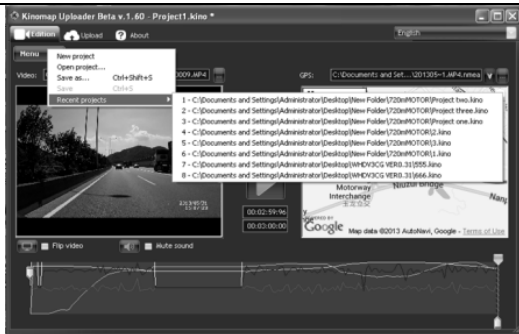 Kinomap Uploader Beta v.1.60 - Project1.kino *
Edition Upload ? About English
Menu
New project
Open project...
Save as... Ctrl+Shift+S
Save Ctrl+S
Recent projects
Video: 0009.MP4 GPS: C:\Documents and Set...\201305=1.MP4.nmea
1 - C:\Documents and Settings\Administrator\Desktop\New Folder\720mMOTOR\Project two.kino
2 - C:\Documents and Settings\Administrator\Desktop\New Folder\720mMOTOR\Project three.kino
3 - C:\Documents and Settings\Administrator\Desktop\New Folder\720mMOTOR\Project one.kino
4 - C:\Documents and Settings\Administrator\Desktop\New Folder\720mMOTOR\2.kino
5 - C:\Documents and Settings\Administrator\Desktop\New Folder\720mMOTOR\3.kino
6 - C:\Documents and Settings\Administrator\Desktop\New Folder\720mMOTOR\1.kino
7 - C:\Documents and Settings\Administrator\Desktop\WHDV3CG VER0.31\555.kino
8 - C:\Documents and Settings\Administrator\Desktop\WHDV3CG VER0.31\666.kino
Motorway
Interchange
Niuzui Bridge
Nanj
00:02:59:96
00:03:00:00
POWERED BY
Google Map data ©2013 AutoNavi, Google - Terms of Use
Flip video Mute sound